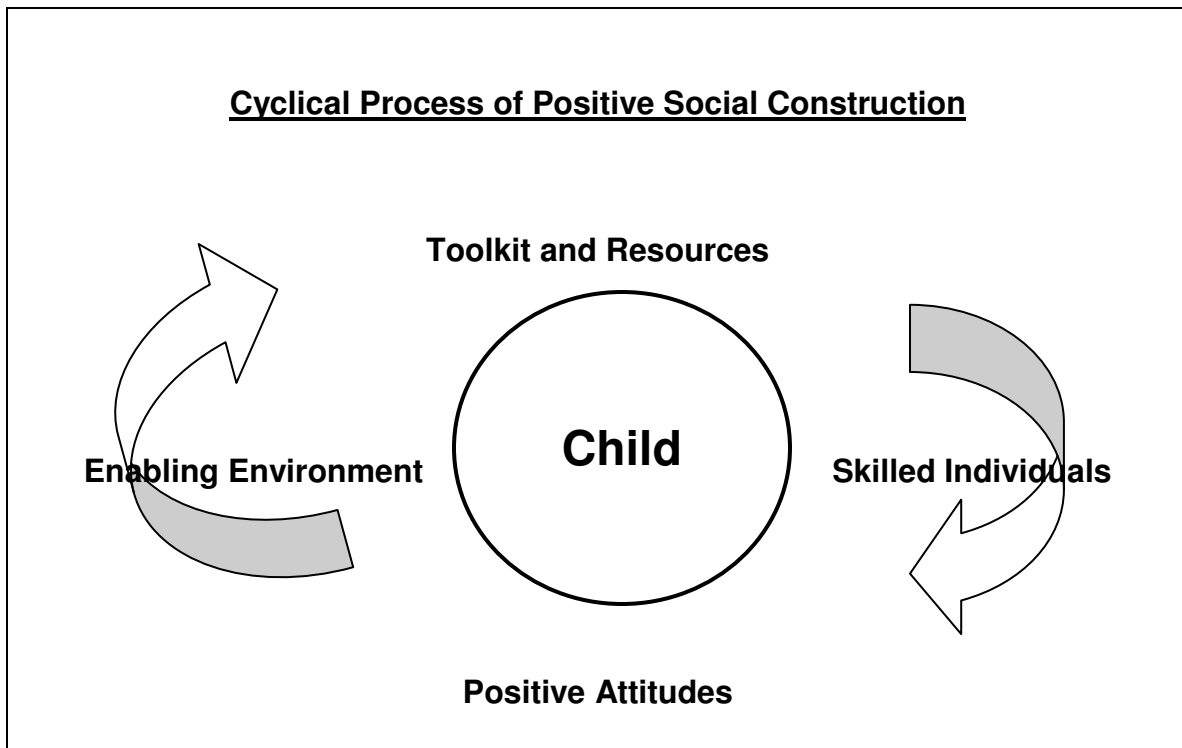 Cyclical Process of Positive Social Construction
Toolkit and Resources
Child
Enabling Environment
Skilled Individuals
Positive Attitudes